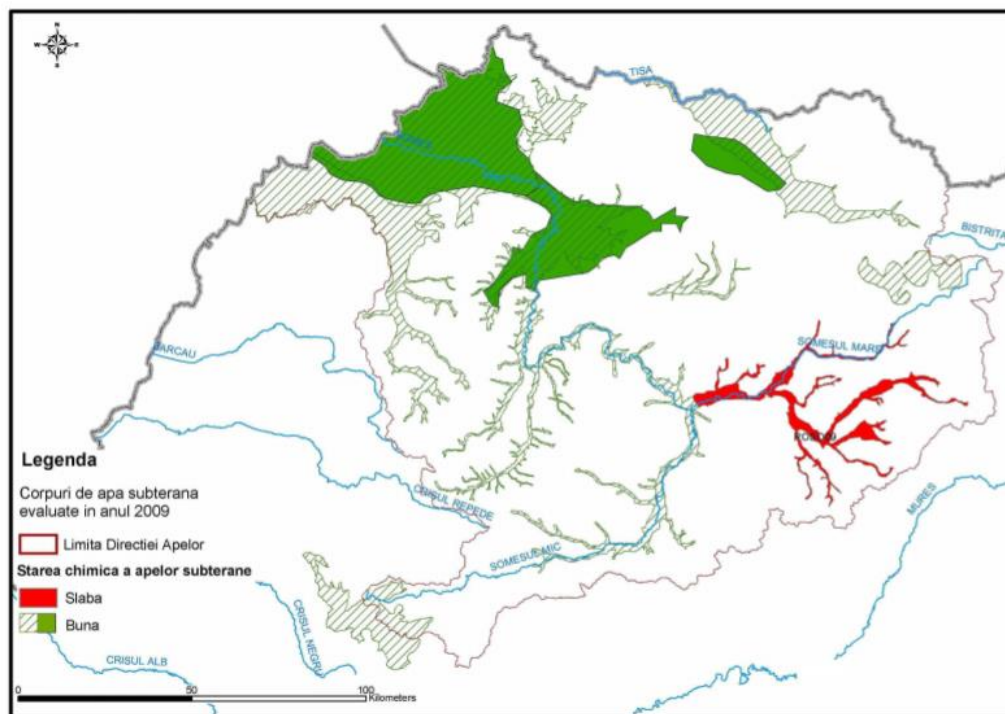 N
W E
S
TISA
BISTRITA
SOMESUL MARE
CRISUL REPEDE
MURES
SOMESUL MIC
CRISUL NEGRU
CRISUL ALB
Legenda
Corpuri de apa subterana
evaluate in anul 2009
Limita Directiei Apelor
Starea chimica a apelor subterane
Slaba
Buna
0 50 100
Kilometers